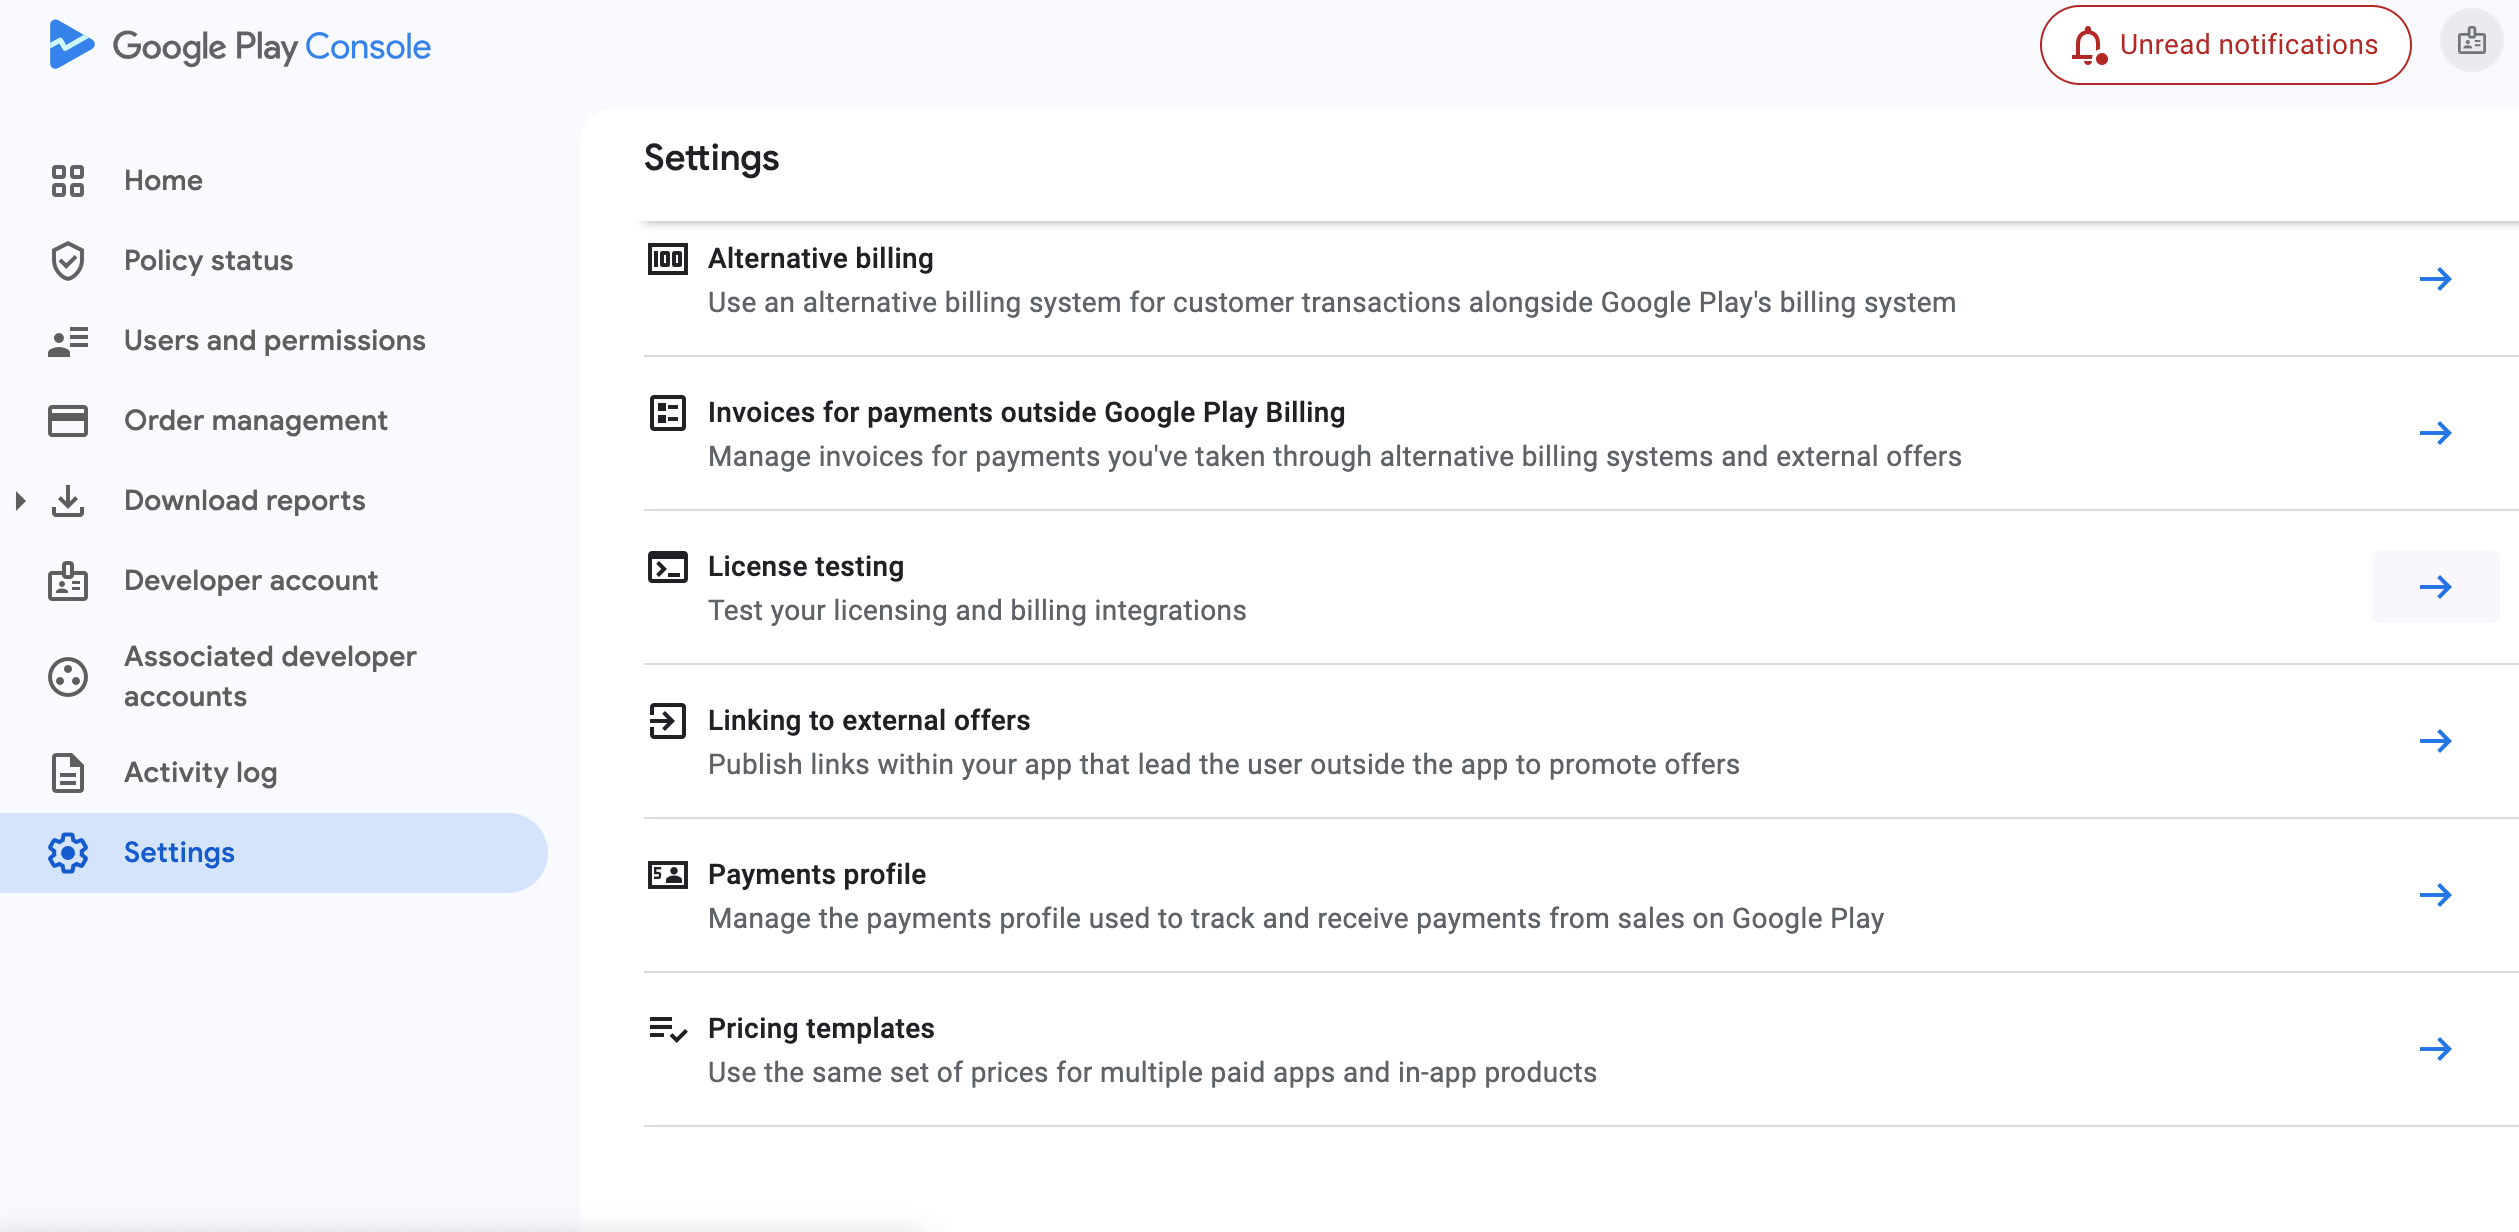 Google Play Console
Unread notifications
Home
Policy status
Users and permissions
Order management
Download reports
Developer account
Associated developer
accounts
Activity log
Settings
Settings
Alternative billing
Use an alternative billing system for customer transactions alongside Google Play's billing system
Invoices for payments outside Google Play Billing
Manage invoices for payments you've taken through alternative billing systems and external offers
License testing
Test your licensing and billing integrations
Linking to external offers
Publish links within your app that lead the user outside the app to promote offers
Payments profile
Manage the payments profile used to track and receive payments from sales on Google Play
Pricing templates
Use the same set of prices for multiple paid apps and in-app products